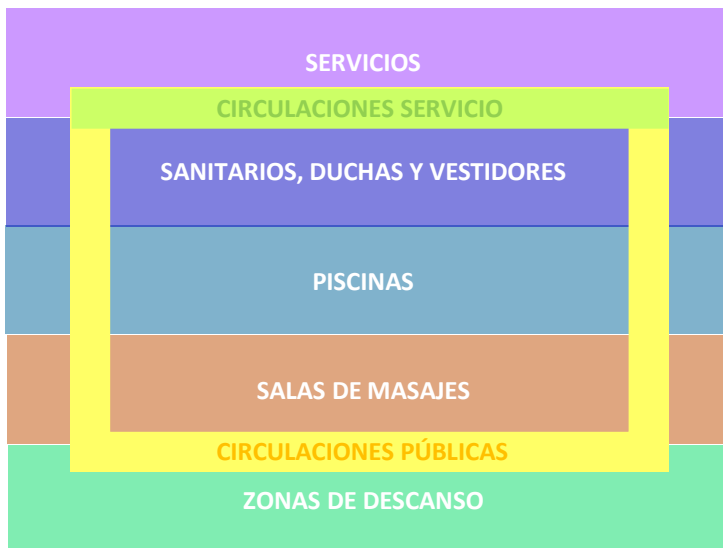 SERVICIOS
CIRCULACIONES SERVICIO
SANITARIOS, DUCHAS Y VESTIDORES
PISCINAS
SALAS DE MASAJES
CIRCULACIONES PÚBLICAS
ZONAS DE DESCANSO